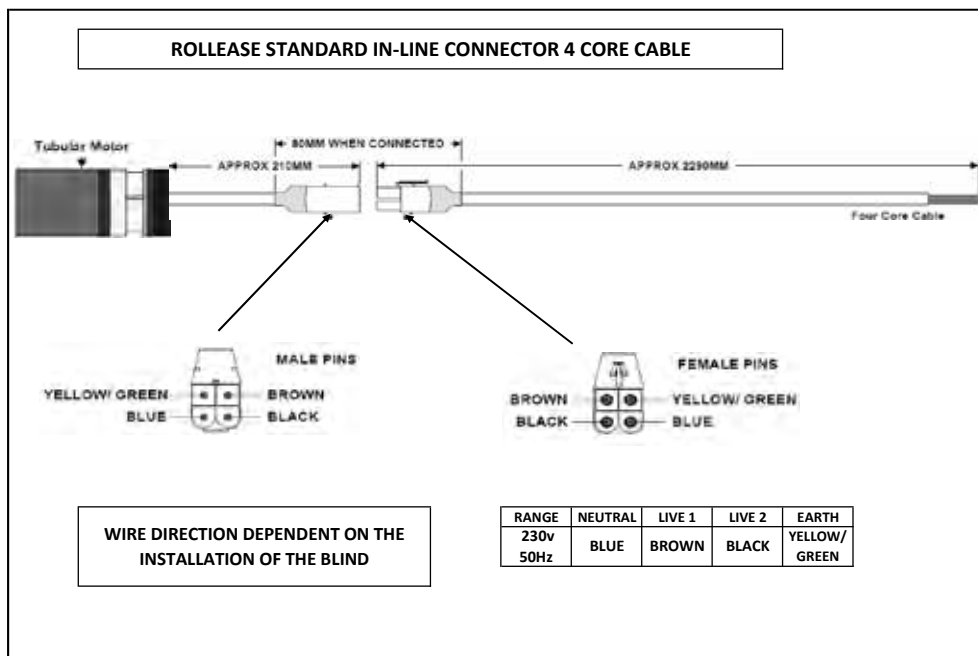 ROLLEASE STANDARD IN-LINE CONNECTOR 4 CORE CABLE
80MM WHEN CONNECTED
Tubular Motor
APPROX 210MM
APPROX 2290MM
Four Core Cable
MALE PINS
YELLOW/ GREEN
BROWN
BLUE
BLACK
FEMALE PINS
BROWN
YELLOW/ GREEN
BLACK
BLUE
WIRE DIRECTION DEPENDENT ON THE
INSTALLATION OF THE BLIND
RANGE NEUTRAL LIVE 1 LIVE 2 EARTH
230v 50Hz BLUE BROWN BLACK YELLOW/ GREEN